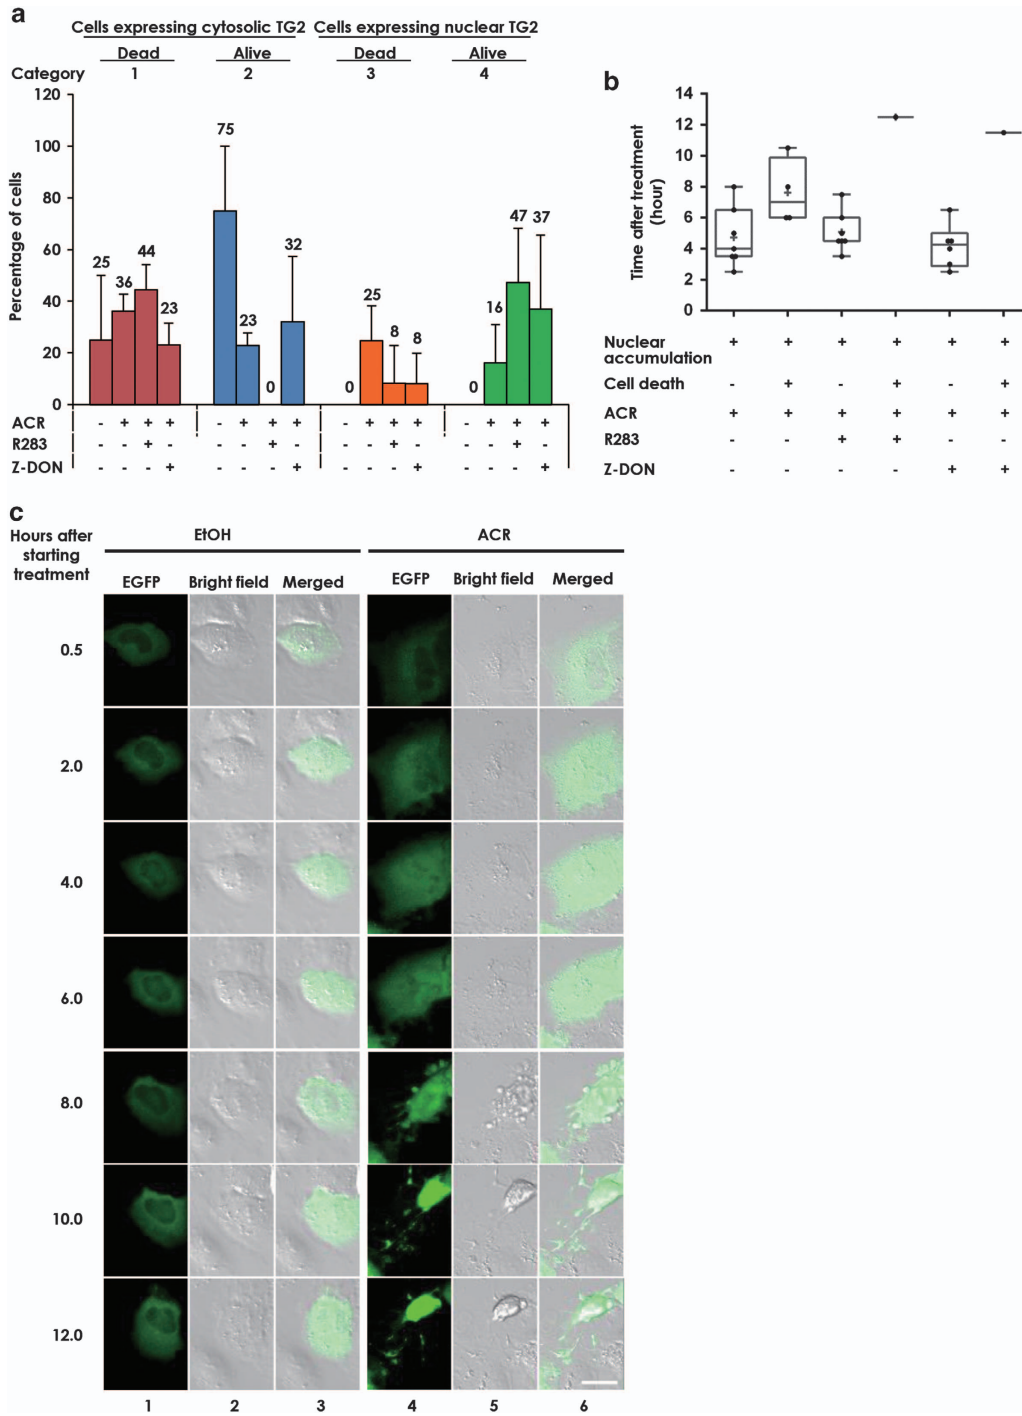 a
Cells expressing cytosolic TG2 Cells expressing nuclear TG2
Dead Alive Dead Alive
Category 1 2 3 4
Percentage of cells
120
100
80
60
40
20
0
25 36 44 23
75 23 0 32
0 25 8 8
0 16 47 37
ACR - + + + - + + + - + + + - + + +
R283 - - + - - - + - - - + - - - + -
Z-DON - - - + - - - + - - - + - - - +
b
Time after treatment
(hour)
14
12
10
8
6
4
2
0
Nuclear
accumulation + + + + + +
Cell death - + - + - +
ACR + + + + + +
R283 - - + + - -
Z-DON - - - - + +
c
Hours after
starting
treatment
EtOH ACR
EGFP Bright field Merged EGFP Bright field Merged
0.5
2.0
4.0
6.0
8.0
10.0
12.0
1 2 3 4 5 6